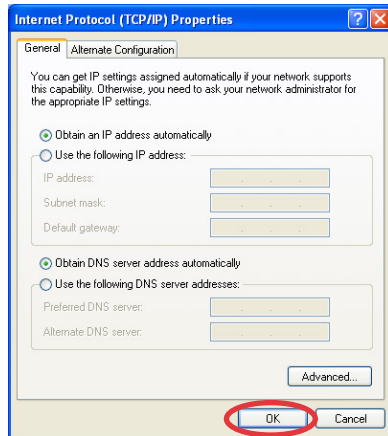 Internet Protocol (TCP/IP) Properties
General
Alternate Configuration
You can get IP settings assigned automatically if your network supports
this capability. Otherwise, you need to ask your network administrator for
the appropriate IP settings.
Obtain an IP address automatically
Use the following IP address:
IP address:
Subnet mask:
Default gateway:
Obtain DNS server address automatically
Use the following DNS server addresses:
Preferred DNS server:
Alternate DNS server:
Advanced...
OK
Cancel